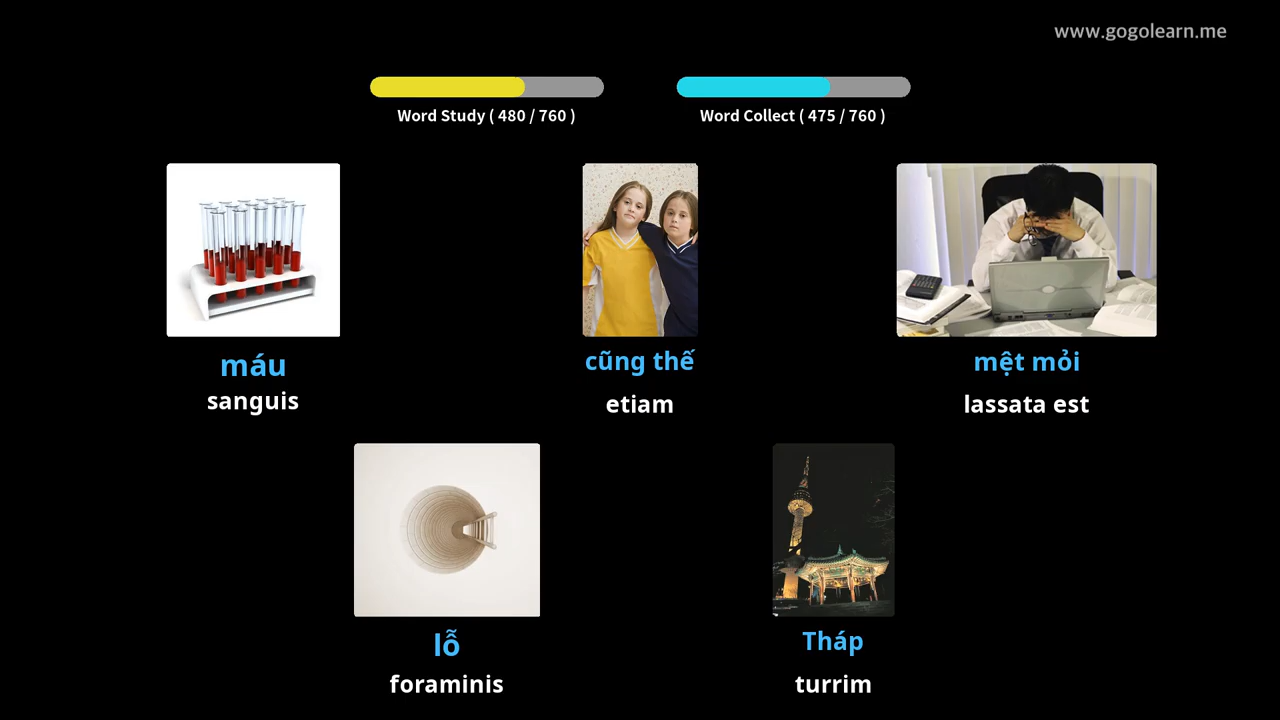 www.gogolearn.me
Word Study ( 480 / 760 )
Word Collect ( 475 / 760 )
máu
sanguis
cũng thế
etiam
mệt mỏi
lassata est
lỗ
foraminis
Tháp
turrim